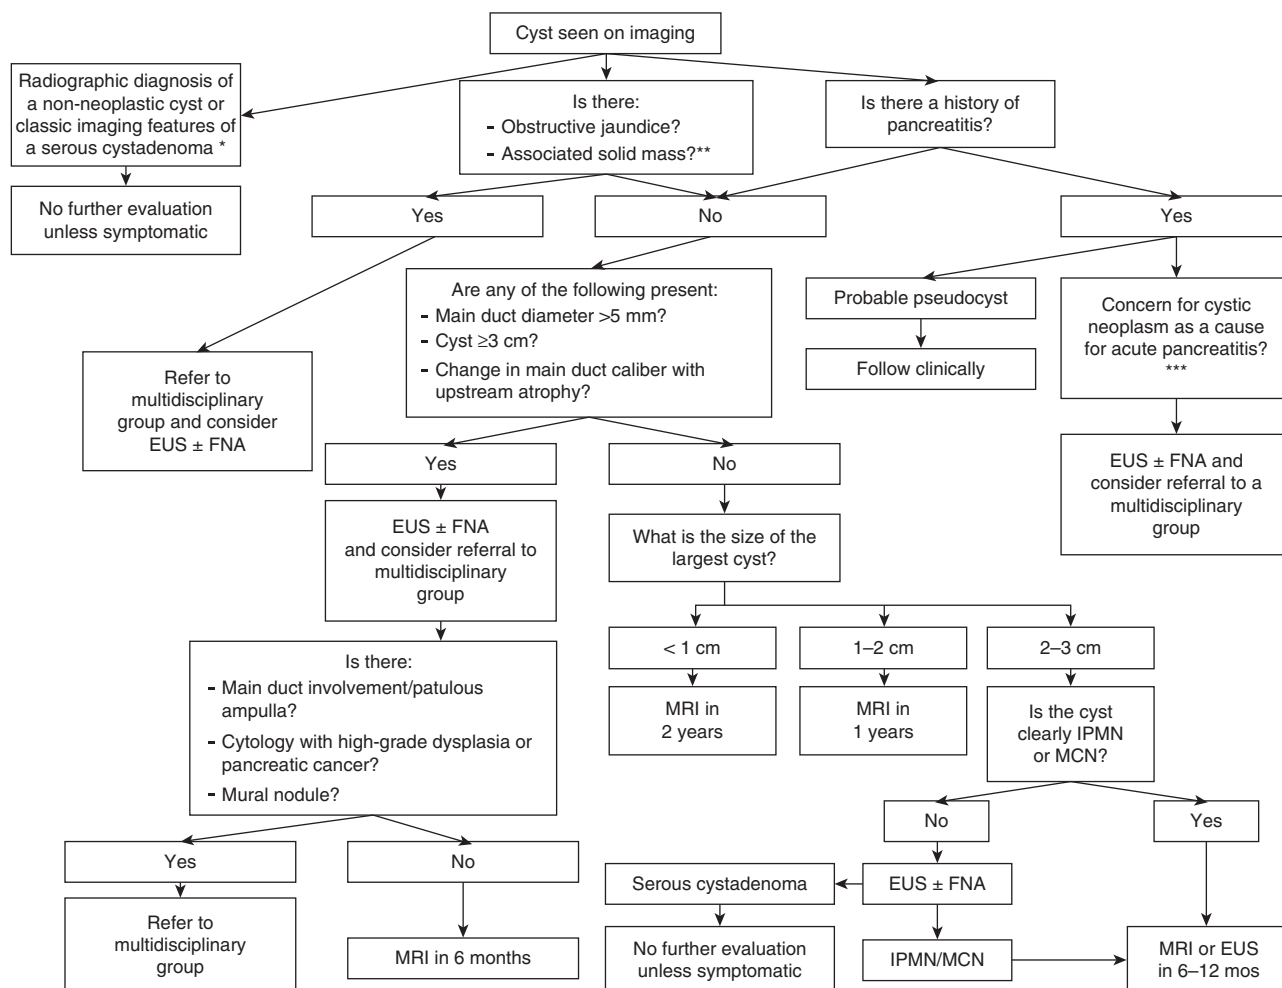 Cyst seen on imaging
Radiographic diagnosis of
a non-neoplastic cyst or
classic imaging features of
a serous cystadenoma *
No further evaluation
unless symptomatic
Is there:
- Obstructive jaundice?
- Associated solid mass?**
Is there a history of
pancreatitis?
Yes
No
Yes
Refer to
multidisciplinary
group and consider
EUS ± FNA
Are any of the following present:
- Main duct diameter >5 mm?
- Cyst ≥3 cm?
- Change in main duct caliber with
upstream atrophy?
Probable pseudocyst
Follow clinically
Concern for cystic
neoplasm as a cause
for acute pancreatitis?
***
EUS ± FNA and
consider referral to a
multidisciplinary
group
Yes
No
EUS ± FNA
and consider referral to
multidisciplinary
group
What is the size of the
largest cyst?
< 1 cm
1–2 cm
2–3 cm
MRI in
2 years
MRI in
1 years
Is the cyst
clearly IPMN
or MCN?
Is there:
- Main duct involvement/patulous
ampulla?
- Cytology with high-grade dysplasia or
pancreatic cancer?
- Mural nodule?
Yes
No
Refer to
multidisciplinary
group
MRI in 6 months
No
Yes
Serous cystadenoma
EUS ± FNA
No further evaluation
unless symptomatic
IPMN/MCN
MRI or EUS
in 6–12 mos